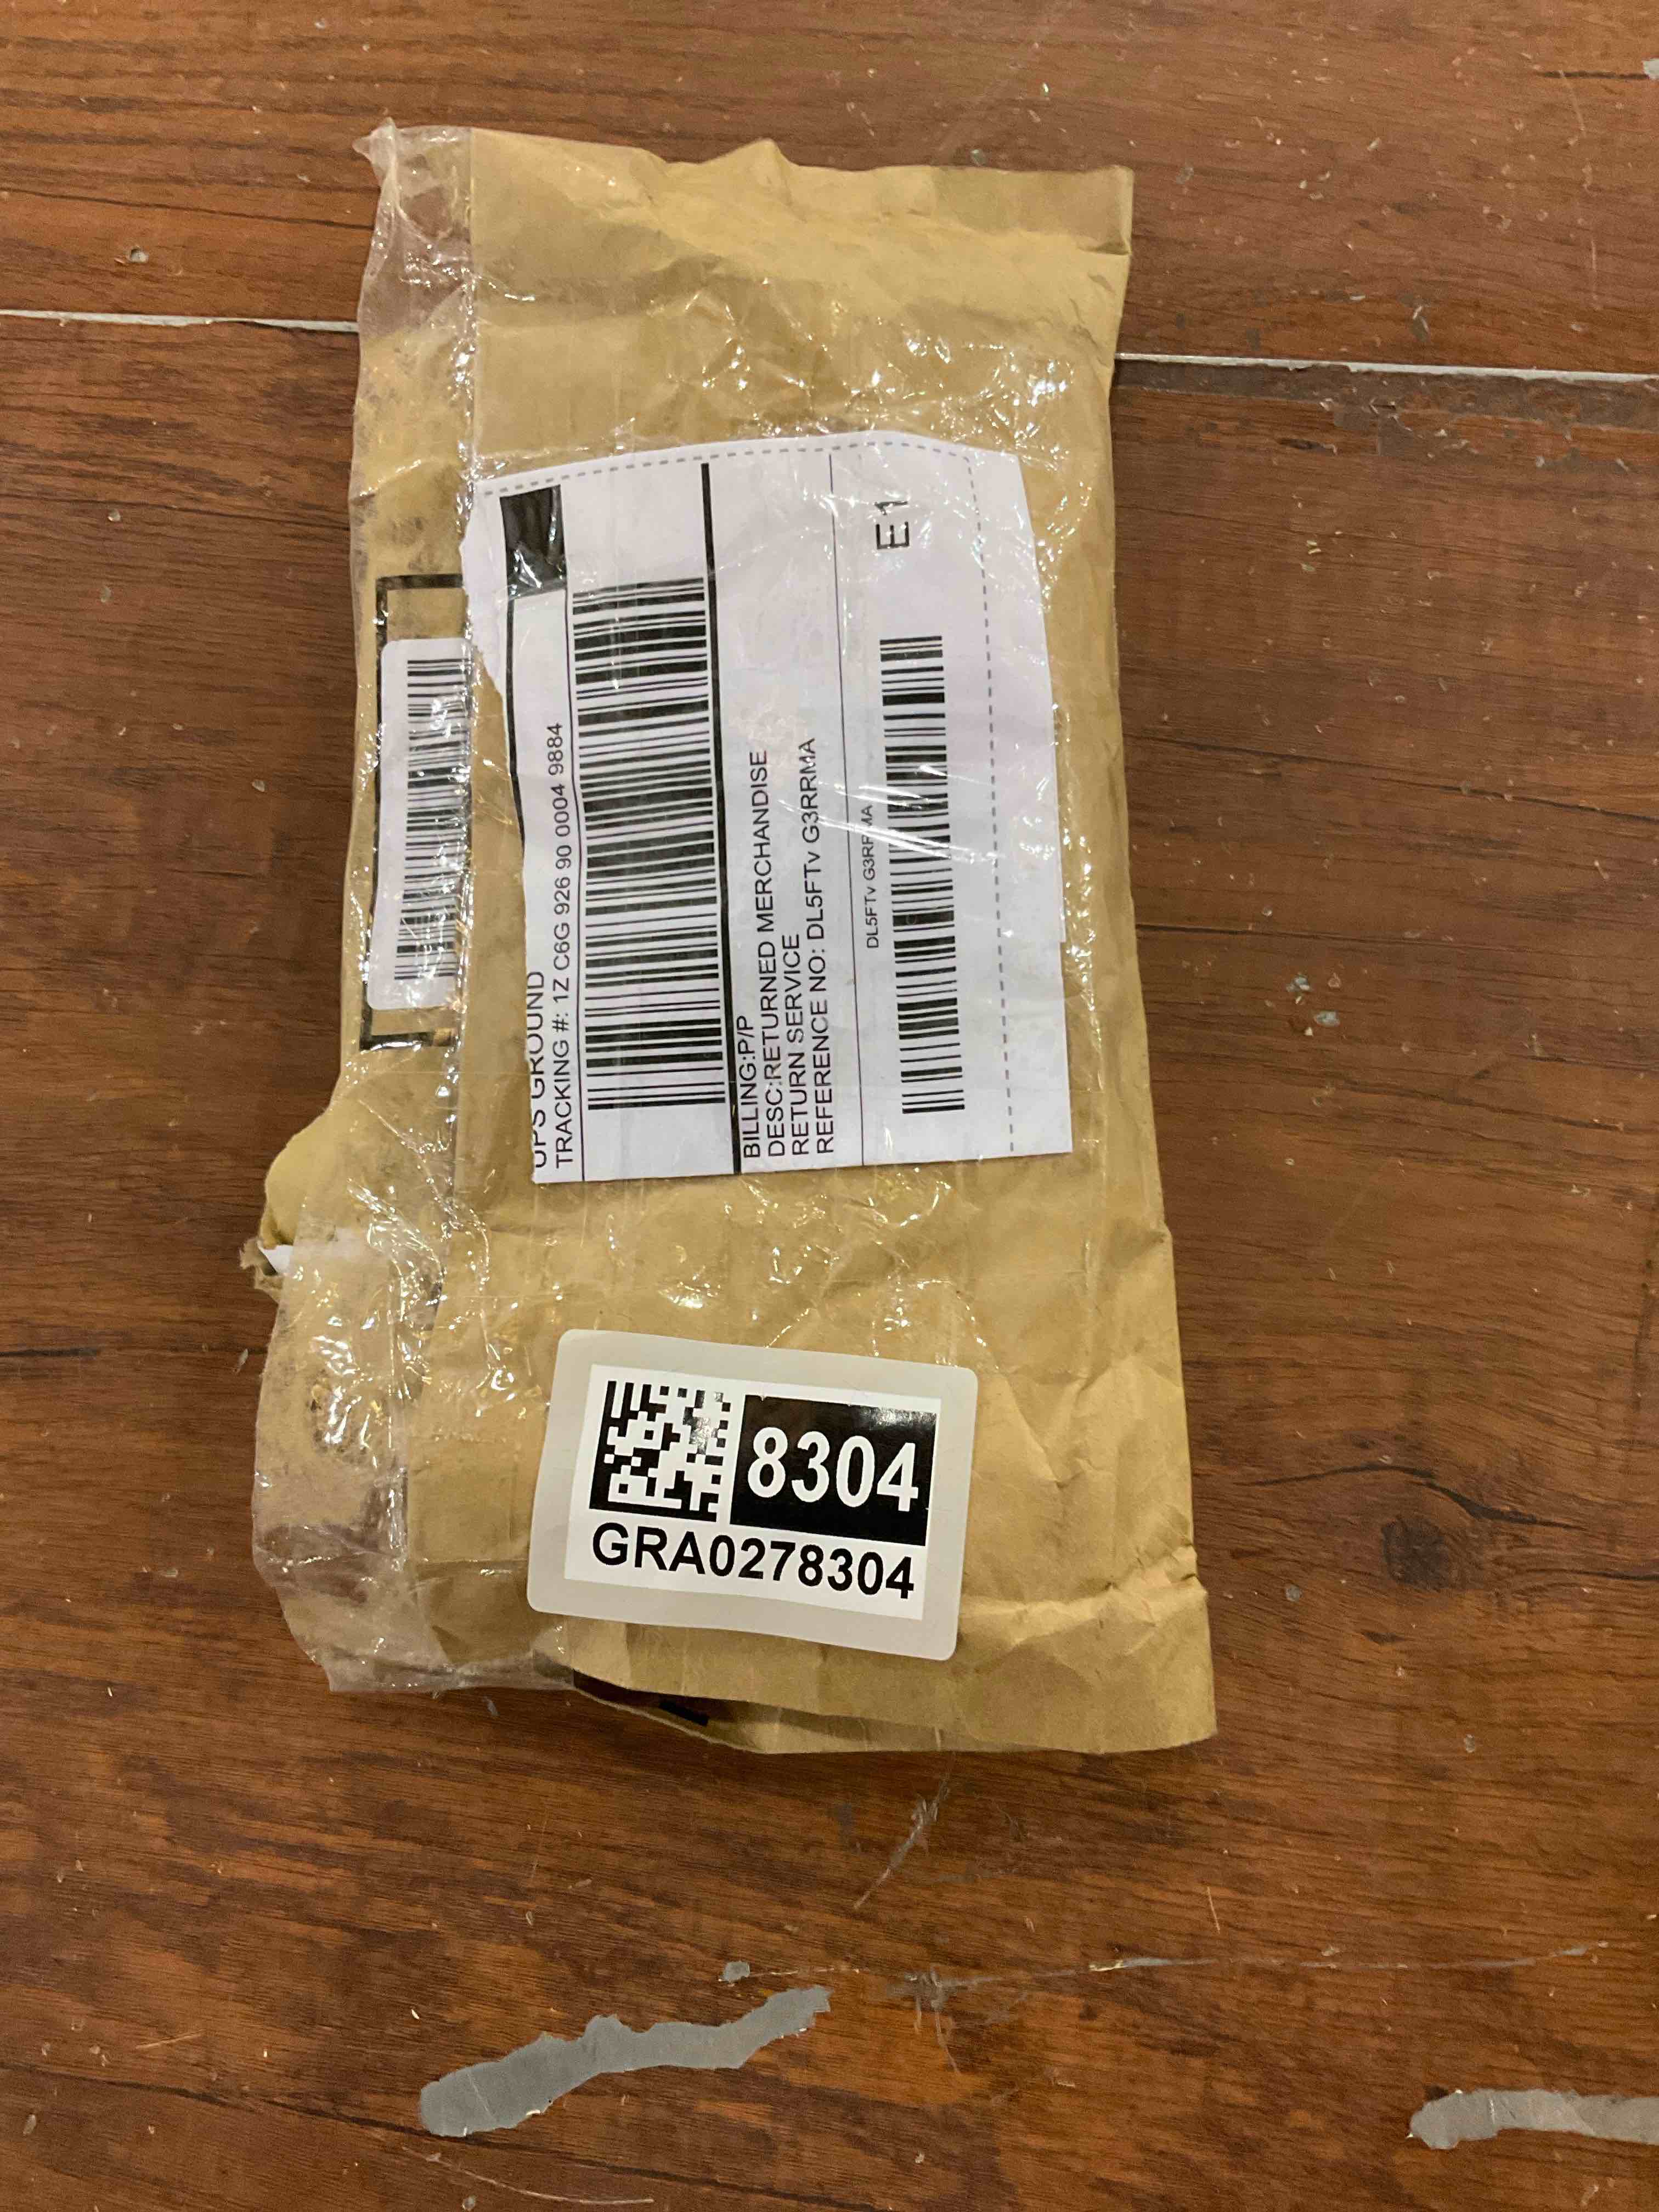 UPS GROUND
TRACKING #: 1Z C6G 926 90 0004 9884
BILLING:P/P
DESC:RETURNED MERCHANDISE
RETURN SERVICE
REFERENCE NO: DL5FTv G3RRMA
DL5FTv G3RRMA
E1
8304
GRA0278304